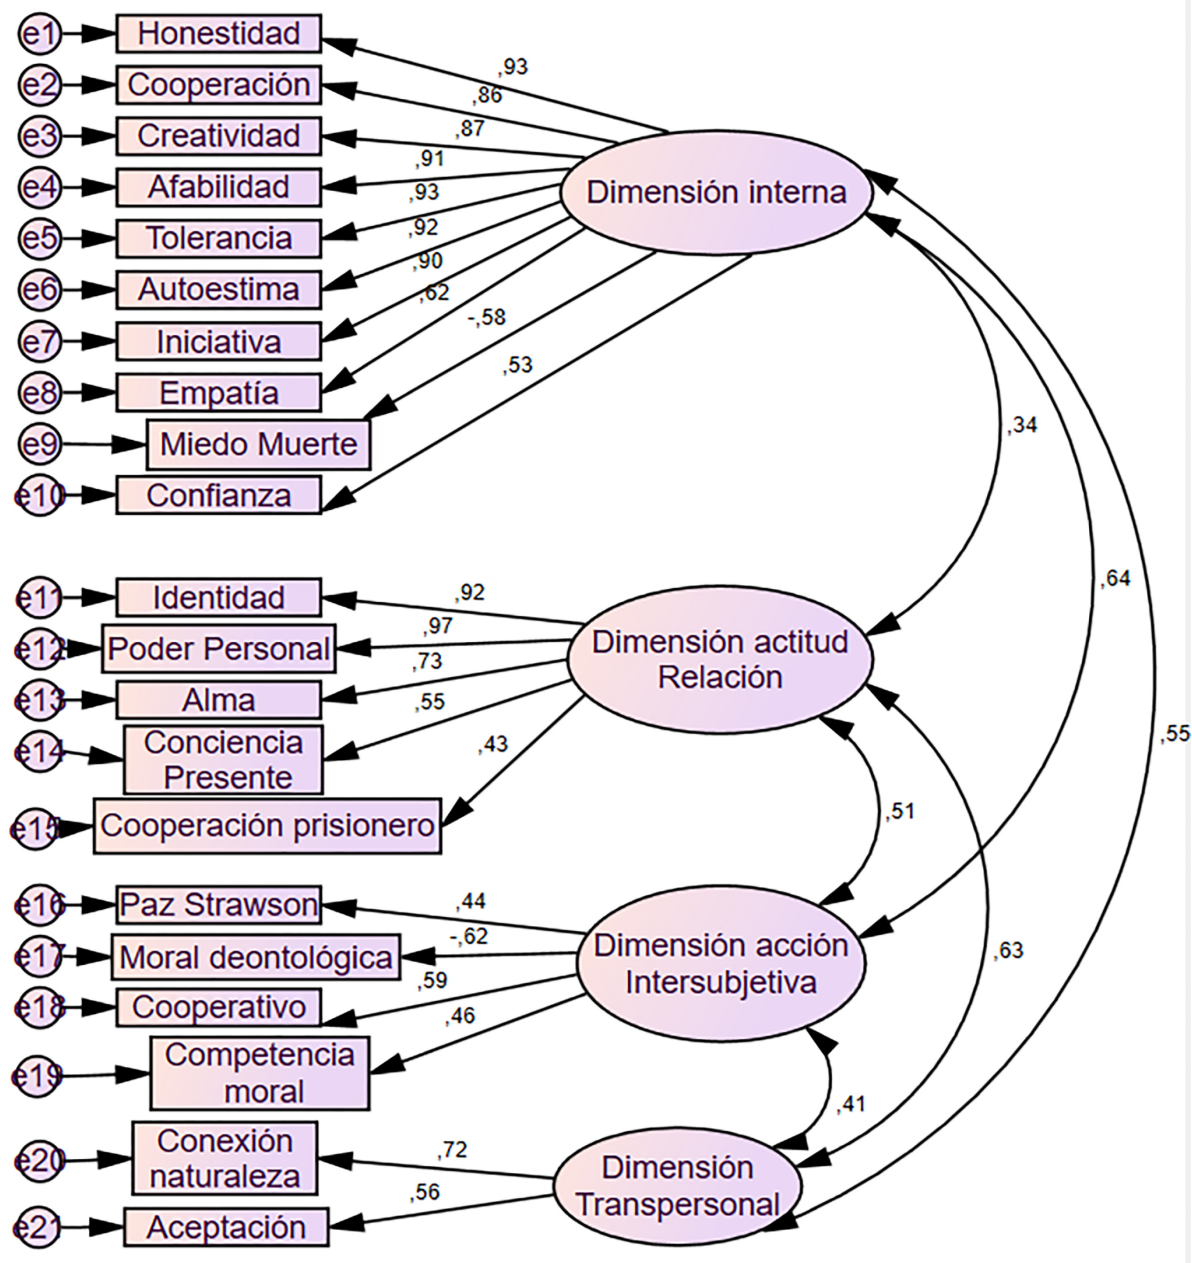 e1 Honestidad
,93
e2 Cooperación
,86
e3 Creatividad
,87
e4 Afabilidad
,91
Dimensión interna
,93
e5 Tolerancia
,92
e6 Autoestima
,90
,62
e7 Iniciativa
-,58
e8 Empatía
,53
e9 Miedo Muerte
,34
e10 Confianza
,64
e11 Identidad
,92
e12 Poder Personal
,97
Dimensión actitud
Relación
,73
e13 Alma
,55
e14 Conciencia
Presente
,43
,55
e15 Cooperación prisionero
,51
e16 Paz Strawson
,44
-,62
e17 Moral deontológica
Dimensión acción
Intersubjetiva
,63
,59
e18 Cooperativo
,46
e19 Competencia
moral
,41
e20 Conexión
naturaleza
,72
Dimensión
Transpersonal
,56
e21 Aceptación